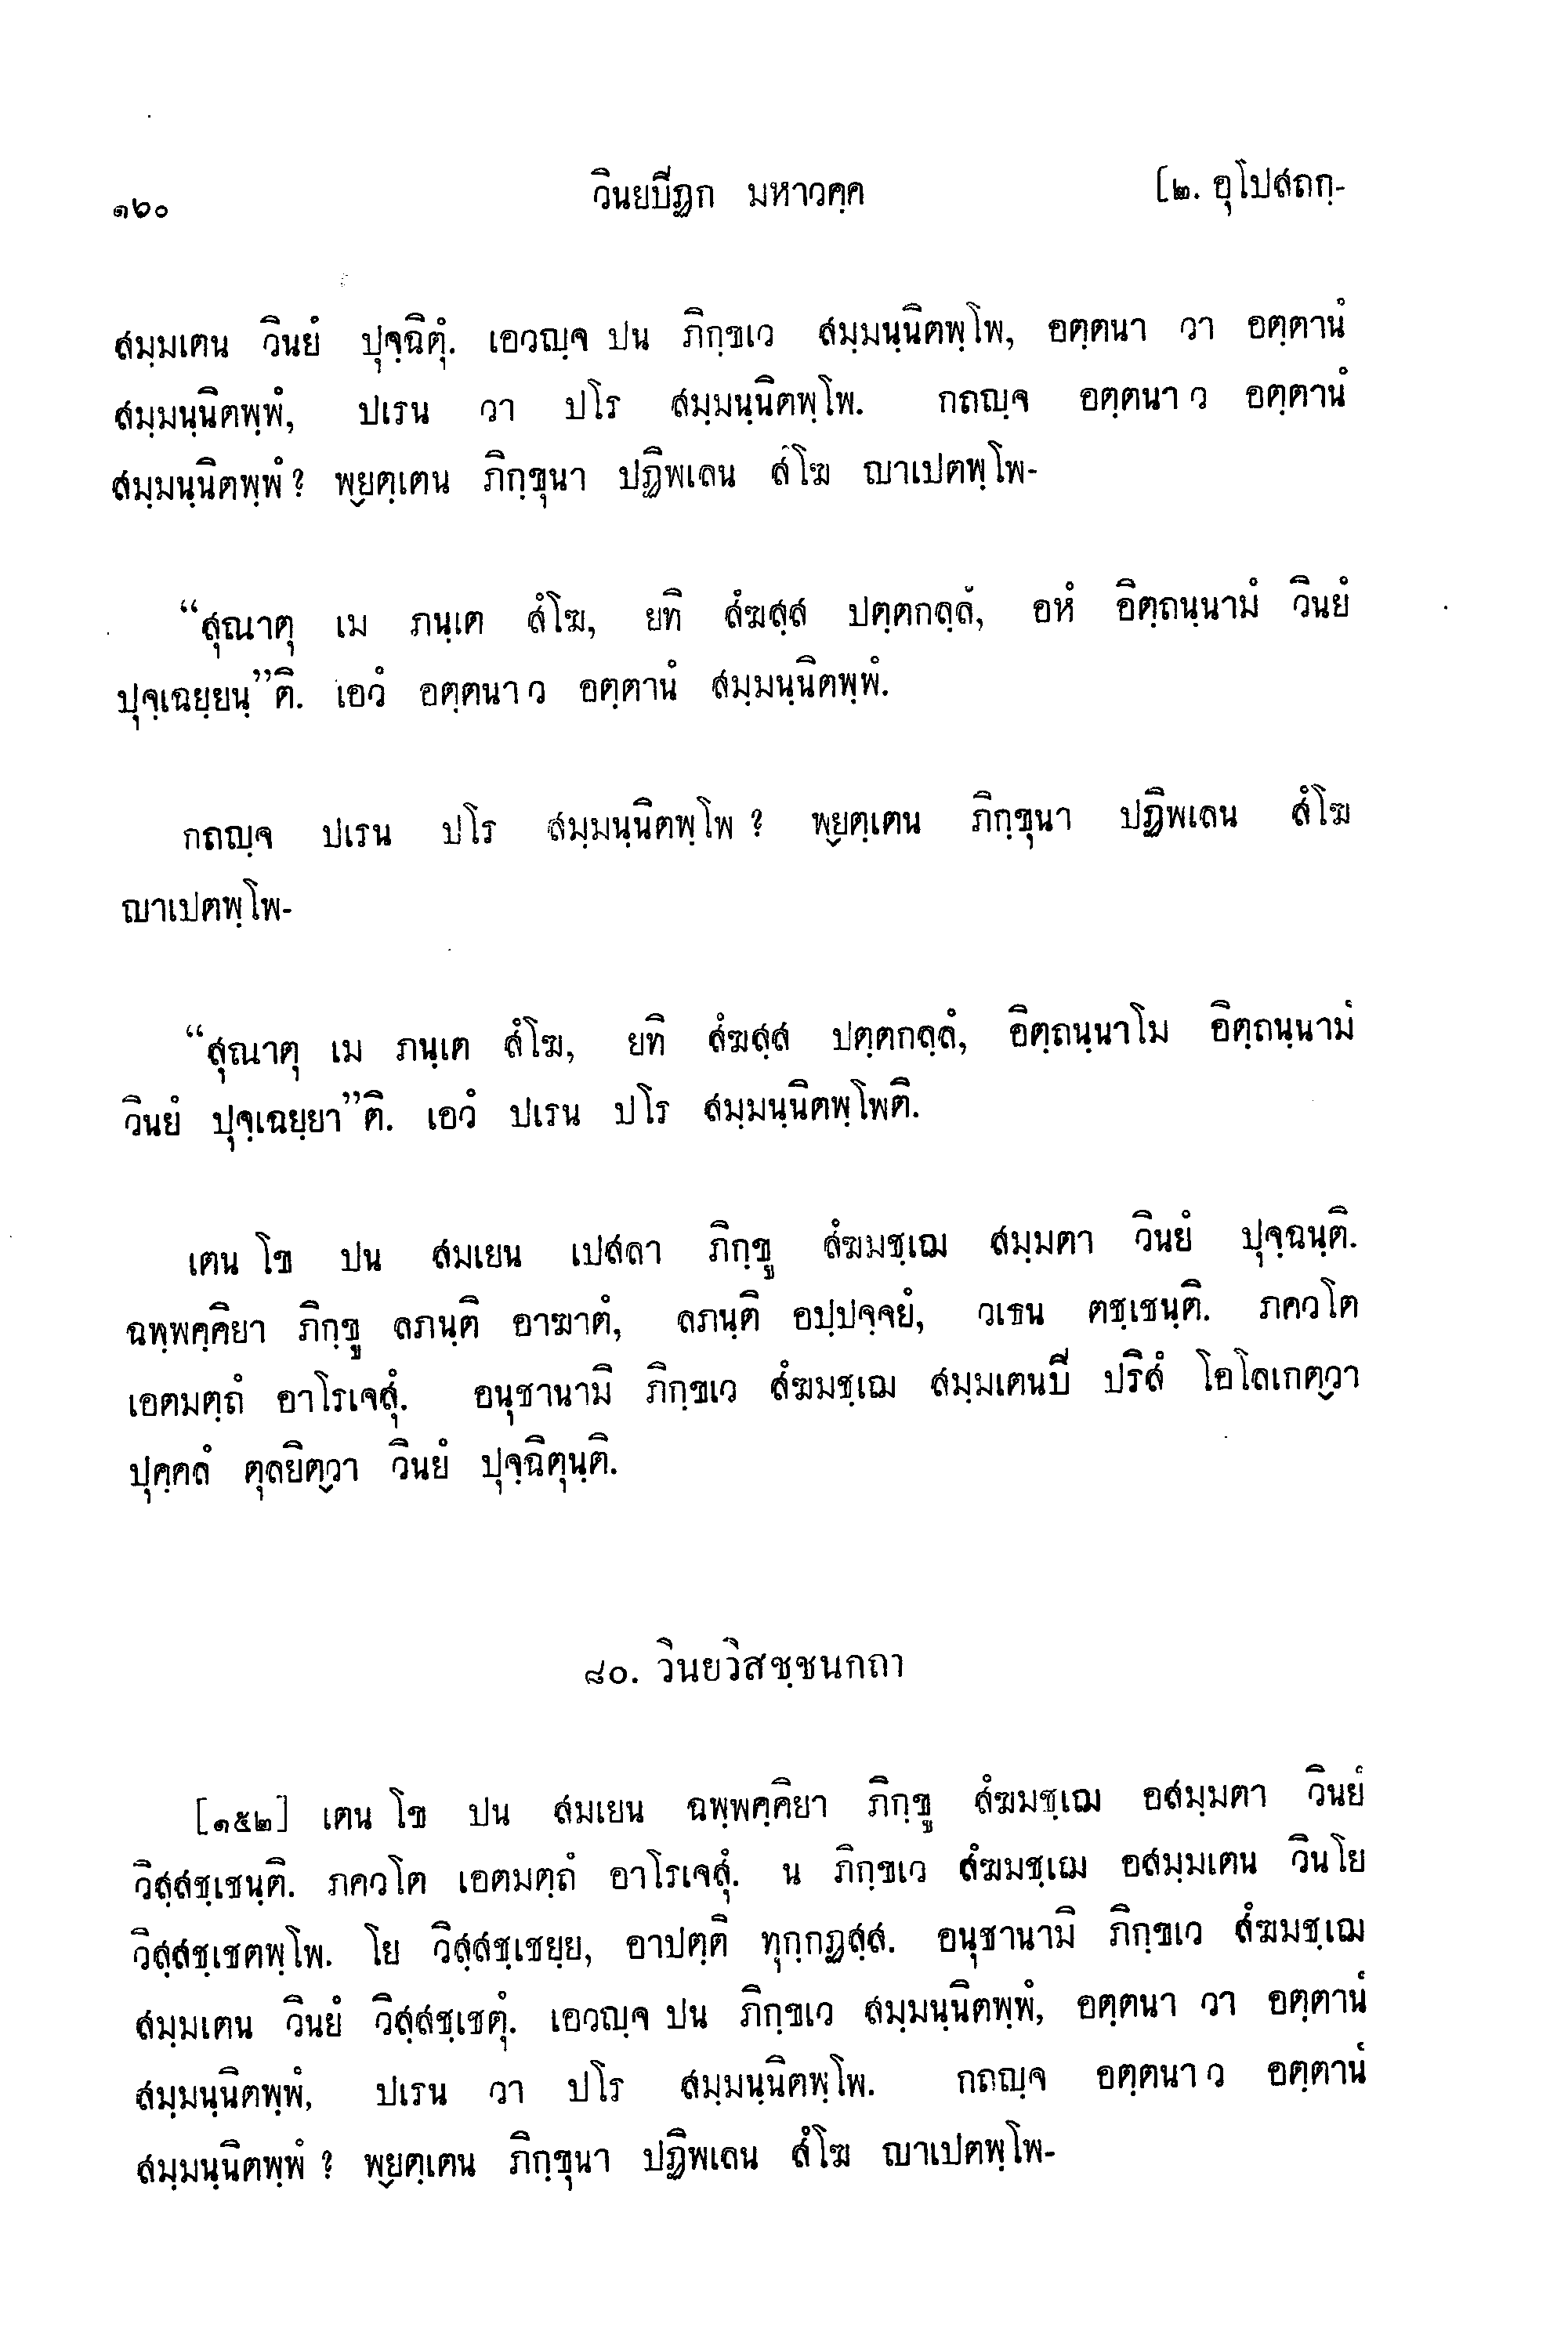 ๑๖๐ วินยปิฏก มหาวคฺค [๒. อุโปสถกฺ-
สมฺมเตน วินยํ ปุจฺฉิตุํ. เอวญฺจ ปน ภิกฺขเว สมฺมนฺนิตพฺโพ, อตฺตนา วา อตฺตานํ
สมฺมนฺนิตพฺพํ, ปเรน วา ปโร สมฺมนฺนิตพฺโพ. กถญฺจ อตฺตนา ว อตฺตานํ
สมฺมนฺนิตพฺพํ ? พฺยตฺเตน ภิกฺขุนา ปฏิพเลน สํโฆ ญาเปตพฺโพ-
“สุณาตุ เม ภนฺเต สํโฆ, ยทิ สํฆสฺส ปตฺตกลฺลํ, อหํ อิตฺถนฺนามํ วินยํ
ปุจฺเฉยฺยนฺ”ติ. เอวํ อตฺตนา ว อตฺตานํ สมฺมนฺนิตพฺพํ.
กถญฺจ ปเรน ปโร สมฺมนฺนิตพฺโพ ? พฺยตฺเตน ภิกฺขุนา ปฏิพเลน สํโฆ
ญาเปตพฺโพ-
“สุณาตุ เม ภนฺเต สํโฆ, ยทิ สํฆสฺส ปตฺตกลฺลํ, อิตฺถนฺนาโม อิตฺถนฺนามํ
วินยํ ปุจฺเฉยฺยา”ติ. เอวํ ปเรน ปโร สมฺมนฺนิตพฺโพติ.
เตน โข ปน สมเยน เปสลา ภิกฺขู สํฆมชฺเฌ สมฺมตา วินยํ ปุจฺฉนฺติ.
ฉพฺพคฺคิยา ภิกฺขู ลภนฺติ อาฆาตํ, ลภนฺติ อปฺปจฺจยํ, วเธน ตชฺเชนฺติ. ภควโต
เอตมตฺถํ อาโรเจสุํ. อนุชานามิ ภิกฺขเว สํฆมชฺเฌ สมฺมเตนปิ ปริสํ โอโลเกตฺวา
ปุคฺคลํ ตุลยิตฺวา วินยํ ปุจฺฉิตุนฺติ.
๘๐. วินยวิสชฺชนกถา
[๑๕๒] เตน โข ปน สมเยน ฉพฺพคฺคิยา ภิกฺขู สํฆมชฺเฌ อสมฺมตา วินยํ
วิสฺสชฺเชนฺติ. ภควโต เอตมตฺถํ อาโรเจสุํ. น ภิกฺขเว สํฆมชฺเฌ อสมฺมเตน วินโย
วิสฺสชฺเชตพฺโพ. โย วิสฺสชฺเชยฺย, อาปตฺติ ทุกฺกฏสฺส. อนุชานามิ ภิกฺขเว สํฆมชฺเฌ
สมฺมเตน วินยํ วิสฺสชฺเชตุํ. เอวญฺจ ปน ภิกฺขเว สมฺมนฺนิตพฺพํ, อตฺตนา วา อตฺตานํ
สมฺมนฺนิตพฺพํ, ปเรน วา ปโร สมฺมนฺนิตพฺโพ. กถญฺจ อตฺตนา ว อตฺตานํ
สมฺมนฺนิตพฺพํ ? พฺยตฺเตน ภิกฺขุนา ปฏิพเลน สํโฆ ญาเปตพฺโพ-